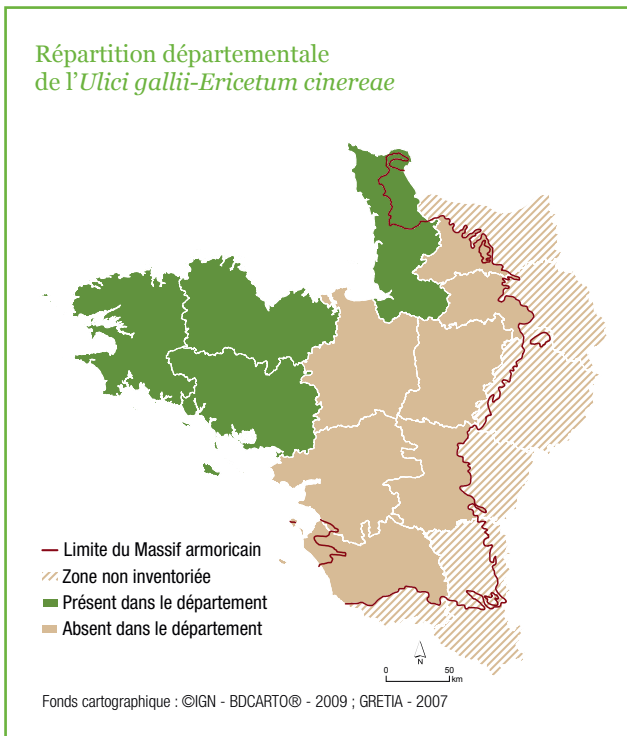 Répartition départementale
de l'Ulici gallii-Ericetum cinereae
Limite du Massif armoricain
Zone non inventoriée
Présent dans le département
Absent dans le département
N
0 50
km
Fonds cartographique : ©IGN - BDCARTO® - 2009 ; GRETIA - 2007